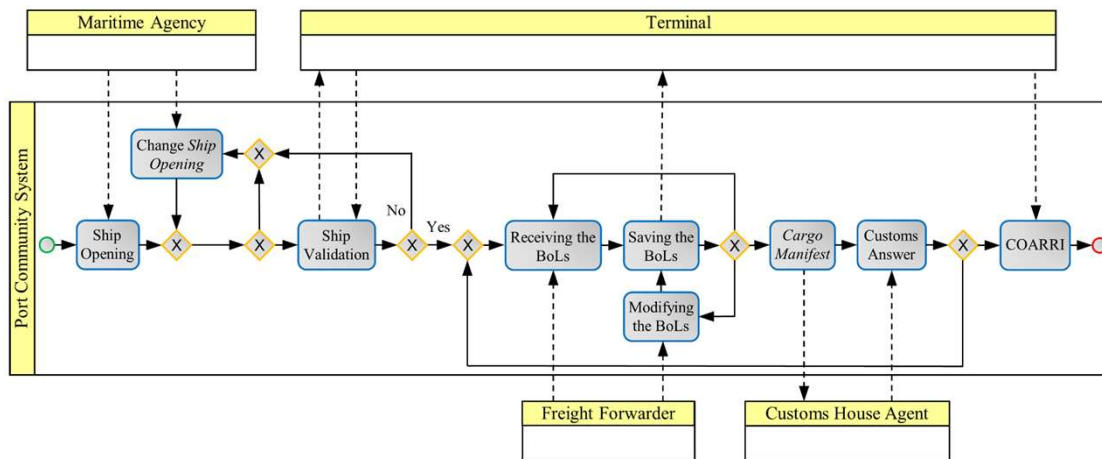 Maritime Agency
Terminal
Port Community System
Change Ship
Opening
X
X
X
X
X
X
X
X
No
Yes
Ship
Opening
Ship
Validation
Receiving the
BoLs
Saving the
BoLs
Modifying
the BoLs
Cargo
Manifest
Customs
Answer
COARRI
Freight Forwarder
Customs House Agent